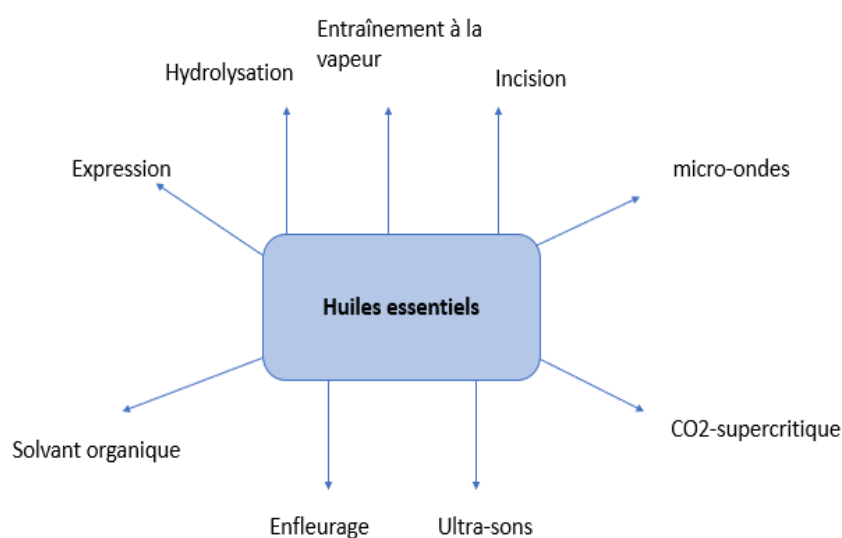 Entraînement à la
vapeur
Hydrolysation
Incision
Expression
micro-ondes
Huiles essentiels
Solvant organique
CO2-supercritique
Enfleurage
Ultra-sons